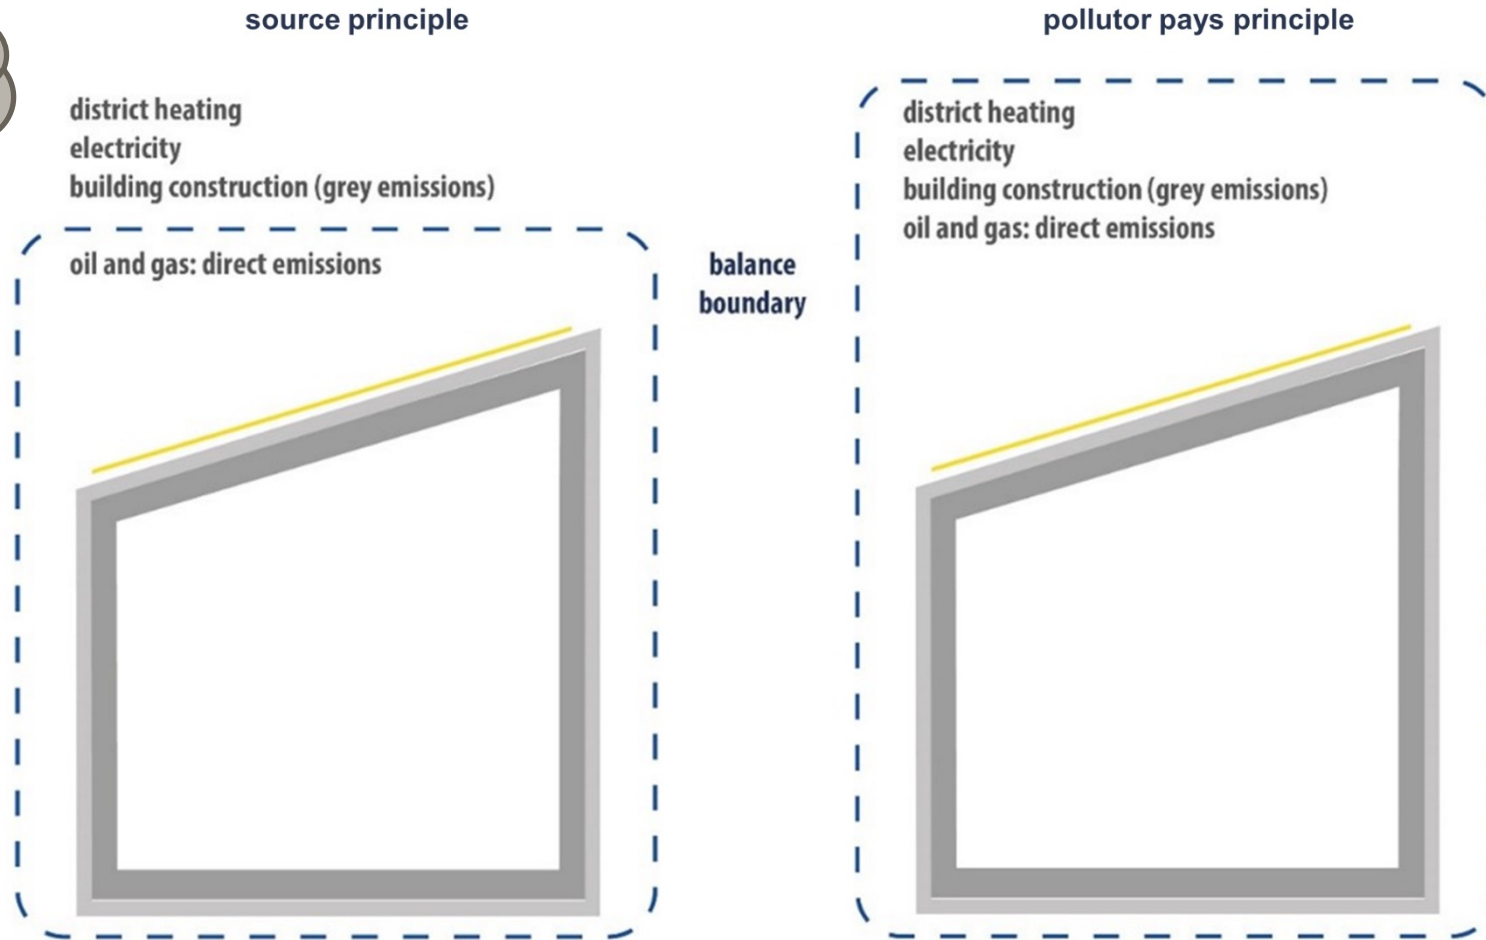 source principle
district heating
electricity
building construction (grey emissions)
oil and gas: direct emissions
balance
boundary
pollutor pays principle
district heating
electricity
building construction (grey emissions)
oil and gas: direct emissions